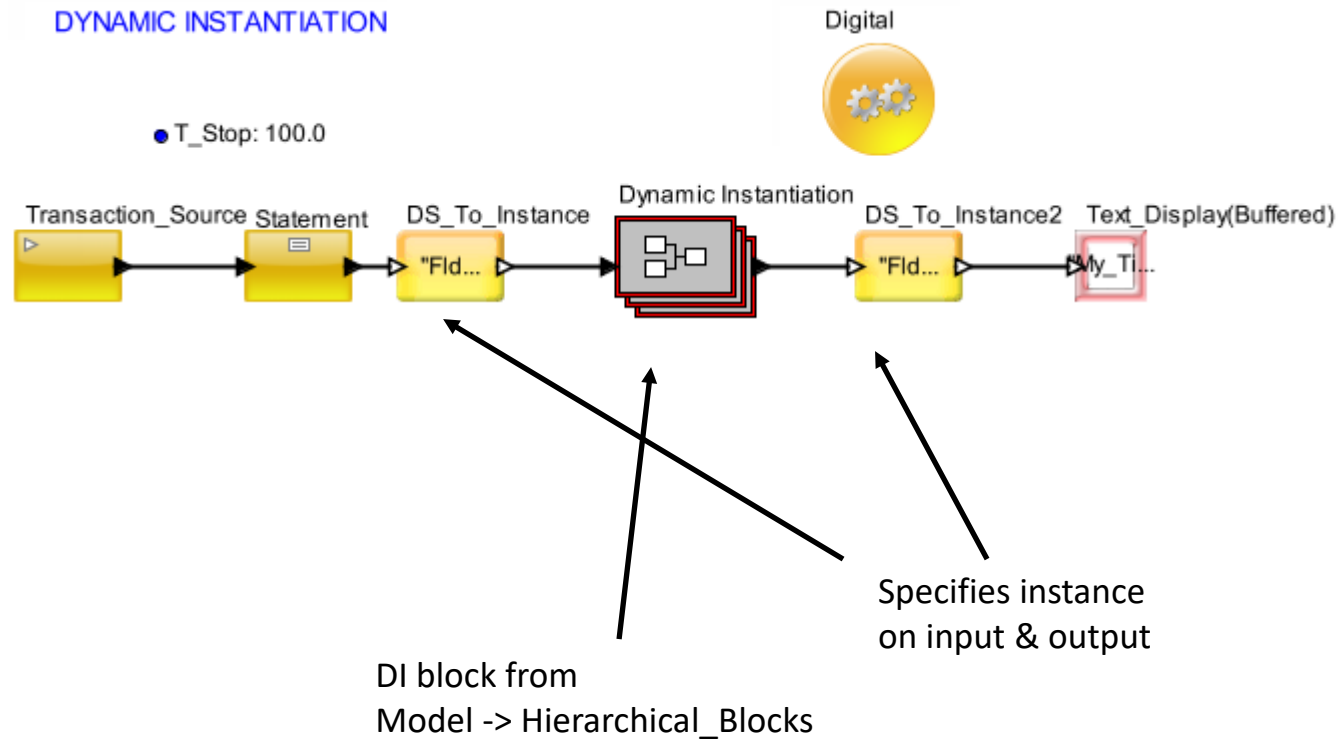 DYNAMIC INSTANTIATION
Digital
T_Stop: 100.0
Transaction_Source
Statement
DS_To_Instance
Dynamic Instantiation
DS_To_Instance2
Text_Display(Buffered)
"Fld...
"Fld...
"My_Ti...
Specifies instance
on input & output
DI block from
Model -> Hierarchical_Blocks